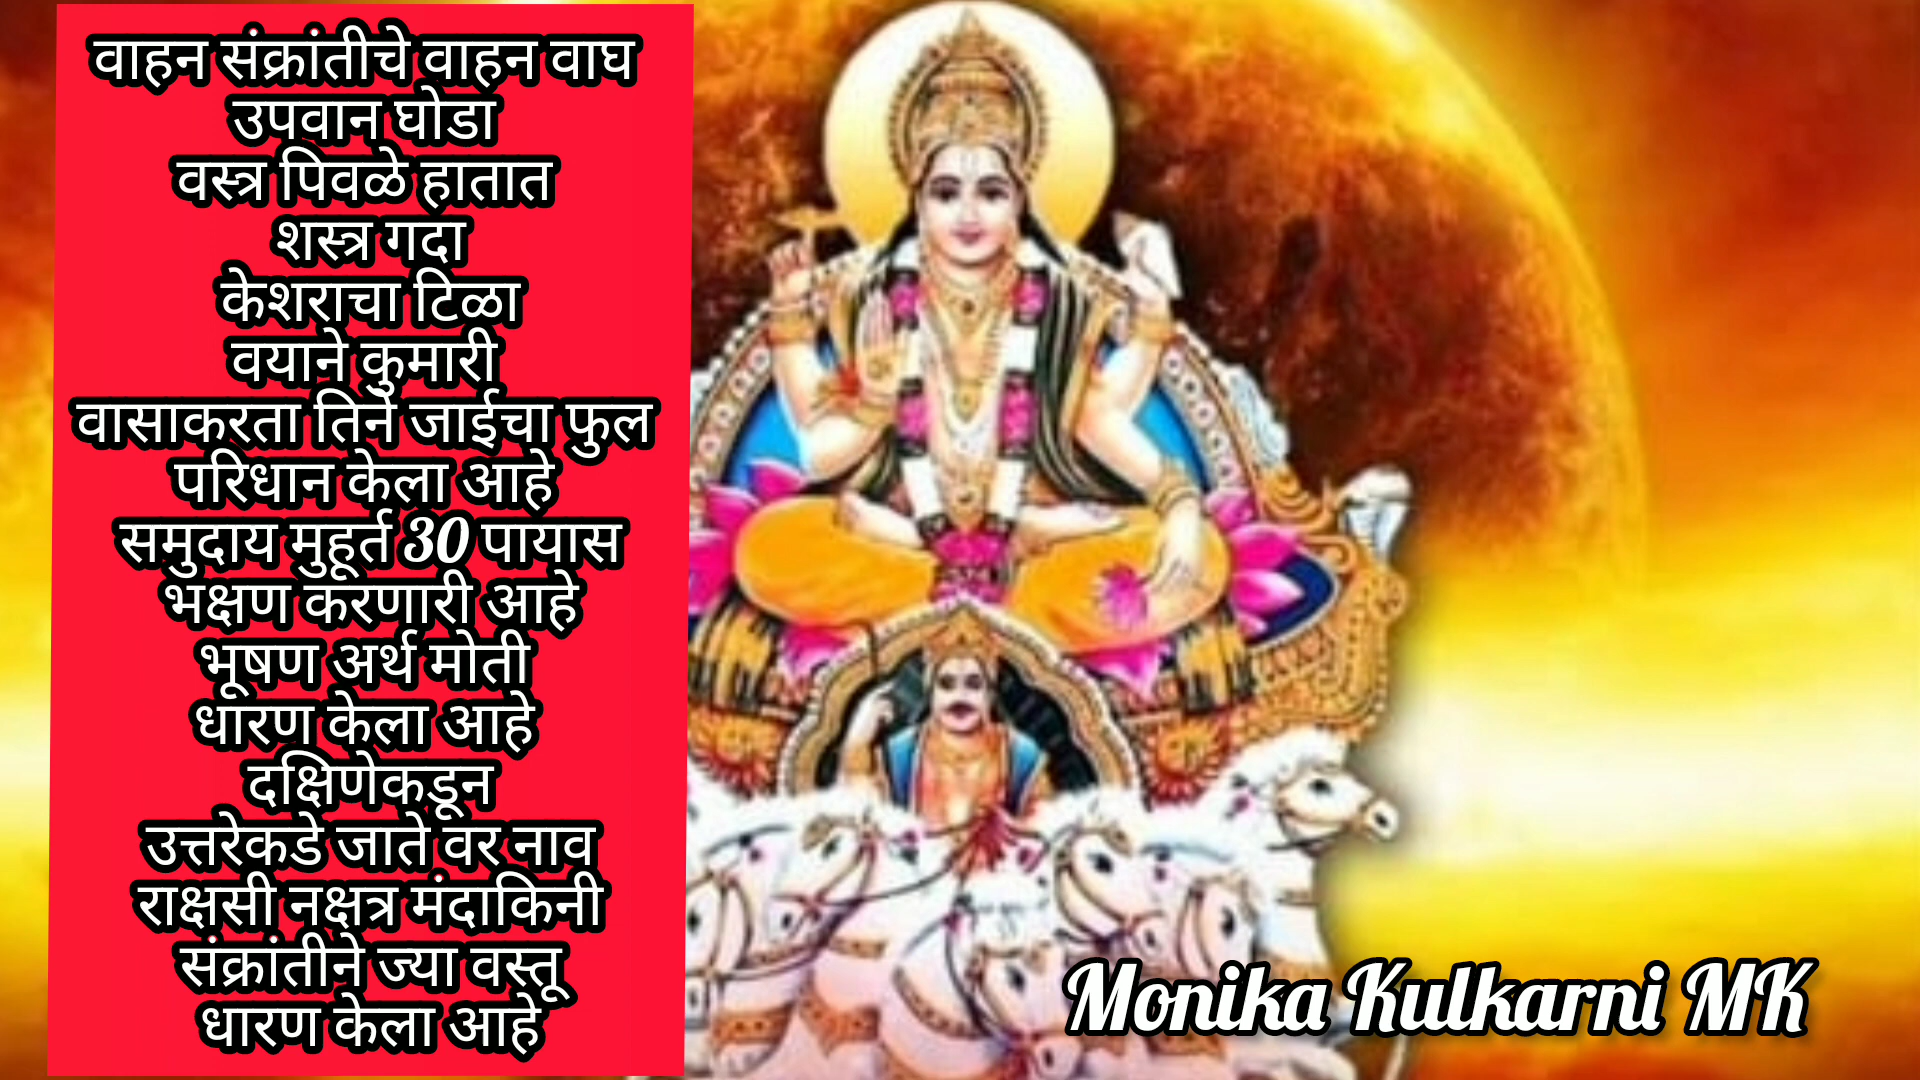 वाहन संक्रांतीचे वाहन वाघ
उपवान घोडा
वस्त्र पिवळे हातात
शस्त्र गदा
केशराचा टिळा
वयाने कुमारी
वासाकरता तिने जाईचा फुल
परिधान केला आहे
समुदाय मुहूर्त 30 पायास
भक्षण करणारी आहे
भूषण अर्थ मोती
धारण केला आहे
दक्षिणेकडून
उत्तरेकडे जाते वर नाव
राक्षसी नक्षत्र मंदाकिनी
संक्रांतीने ज्या वस्तू
धारण केला आहे
Monika Kulkarni MK